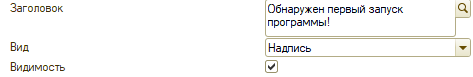 Заголовок Обнаружен первый запуск
программы!
Вид Надпись
Видимость